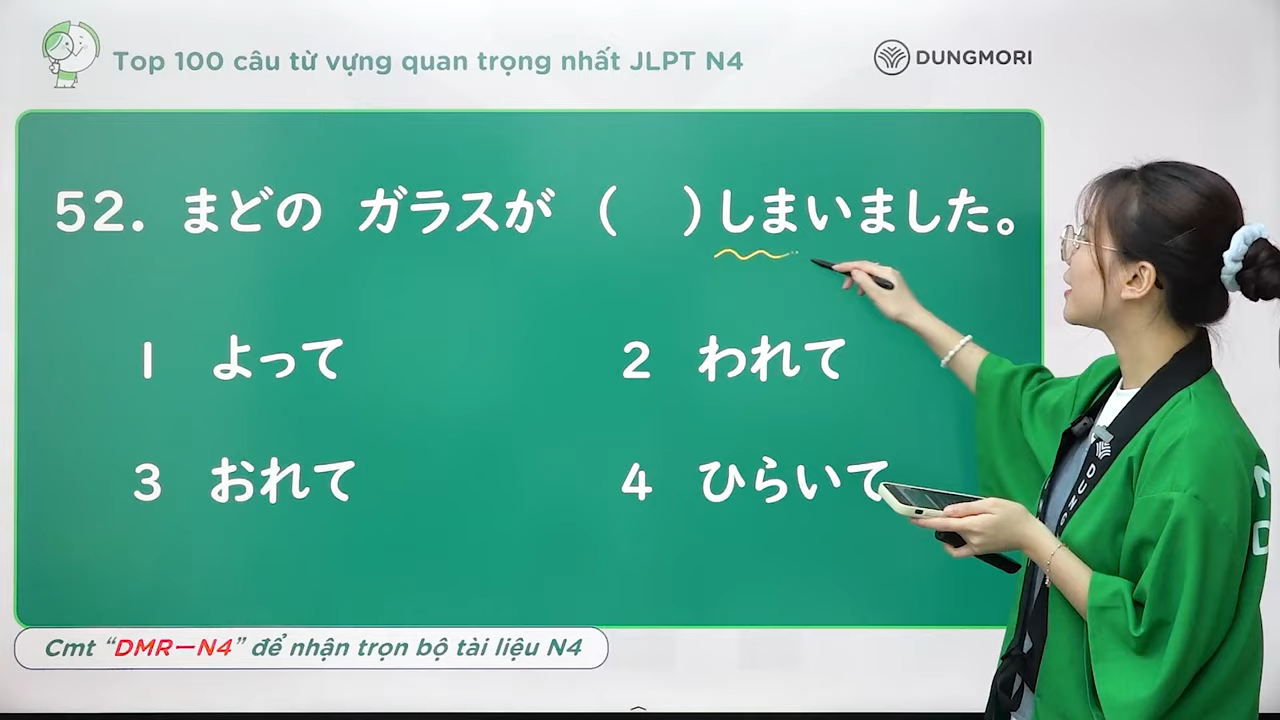 Top 100 câu từ vựng quan trọng nhất JLPT N4
DUNGMORI
52. まどの ガラスが ( )しまいました。
1 よって
2 われて
3 おれて
4 ひらいて
Cmt “DMR－N4” để nhận trọn bộ tài liệu N4